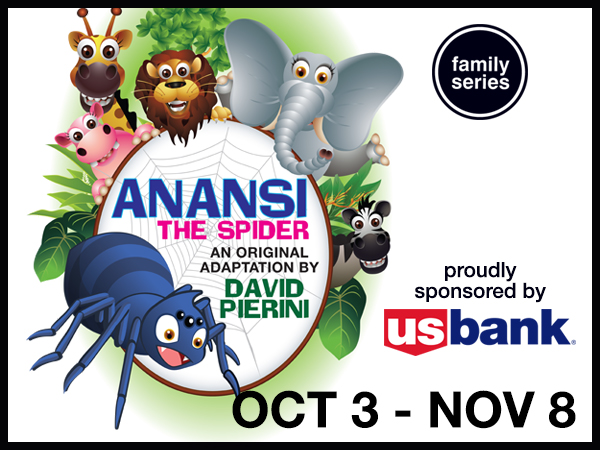 family
series
ANANSI
THE SPIDER
AN ORIGINAL
ADAPTATION BY
DAVID
PIERINI
proudly
sponsored by
usbank®
OCT 3 - NOV 8